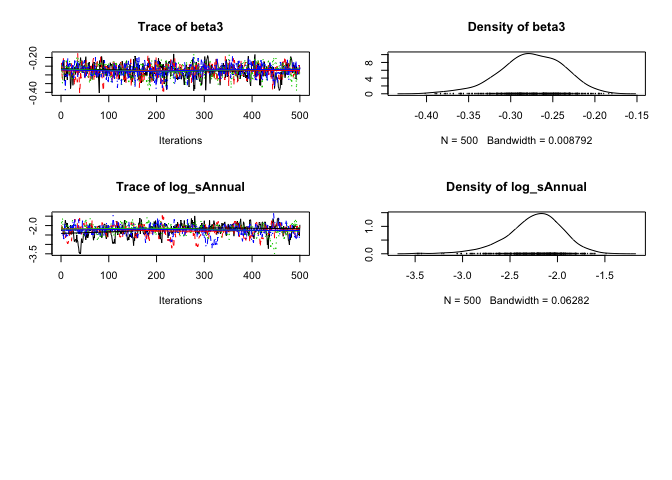 Trace of beta3
-0.40 -0.20
0 100 200 300 400 500
Iterations
Density of beta3
0 4 8
-0.40 -0.35 -0.30 -0.25 -0.20 -0.15
N = 500 Bandwidth = 0.008792
Trace of log_sAnnual
-3.5 -2.0
0 100 200 300 400 500
Iterations
Density of log_sAnnual
0.0 1.0
-3.5 -3.0 -2.5 -2.0 -1.5
N = 500 Bandwidth = 0.06282